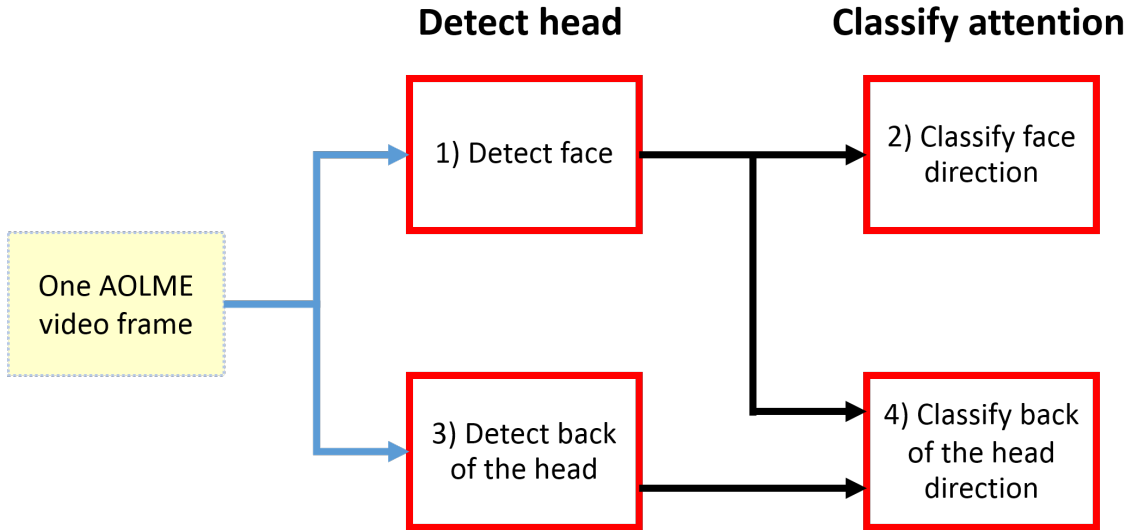 Detect head
Classify attention
1) Detect face
2) Classify face
direction
One AOLME
video frame
3) Detect back
of the head
4) Classify back
of the head
direction